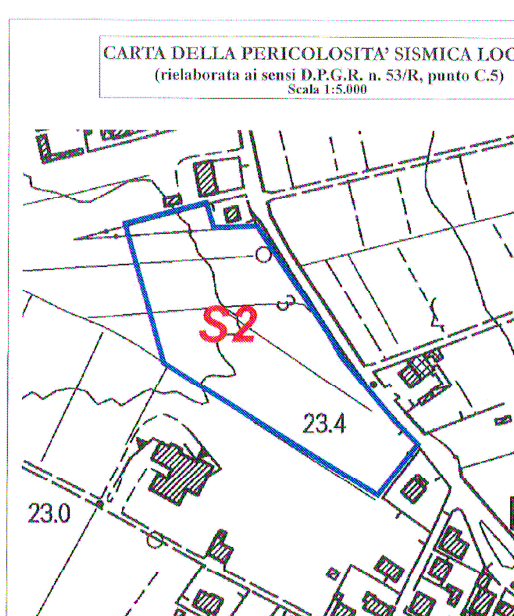 CARTA DELLA PERICOLOSITA' SISMICA LOC
(rielaborata ai sensi D.P.G.R. n. 53/R, punto C.5)
Scala 1:5.000
S2
23.4
23.0